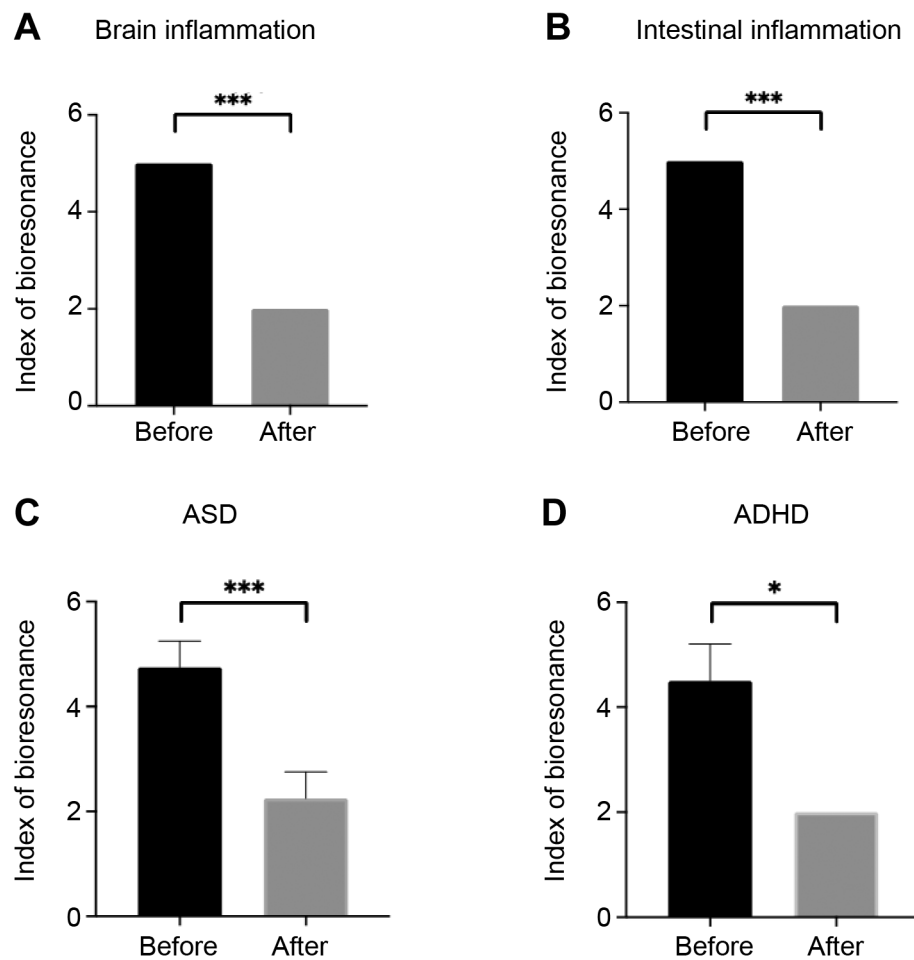 A Brain inflammation
***
6
4
2
0
Index of bioresonance
Before After
B Intestinal inflammation
***
6
4
2
0
Index of bioresonance
Before After
C ASD
***
6
4
2
0
Index of bioresonance
Before After
D ADHD
*
6
4
2
0
Index of bioresonance
Before After